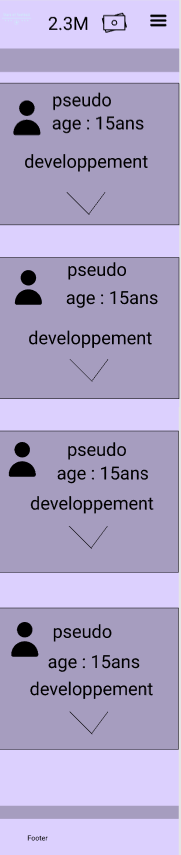 2.3M
pseudo
age : 15ans
developpement
pseudo
age : 15ans
developpement
pseudo
age : 15ans
developpement
pseudo
age : 15ans
developpement
Footer